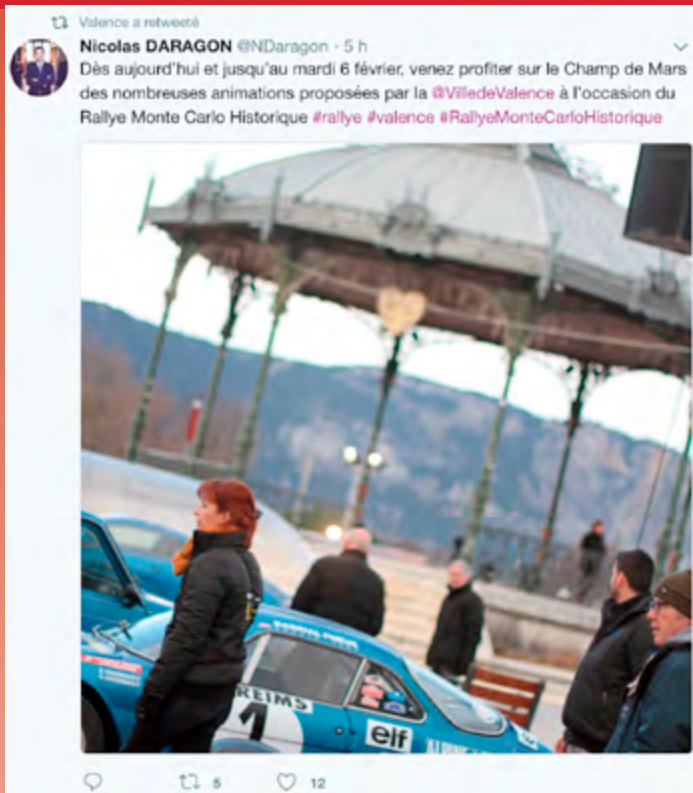 Valence a retweeté
Nicolas DARAGON @NDaragon · 5 h
Dès aujourd'hui et jusqu'au mardi 6 février, venez profiter sur le Champ de Mars
des nombreuses animations proposées par la @VilledeValence à l'occasion du
Rallye Monte Carlo Historique #rallye #valence #RallyeMonteCarloHistorique
REIMS
1
elf
5 12